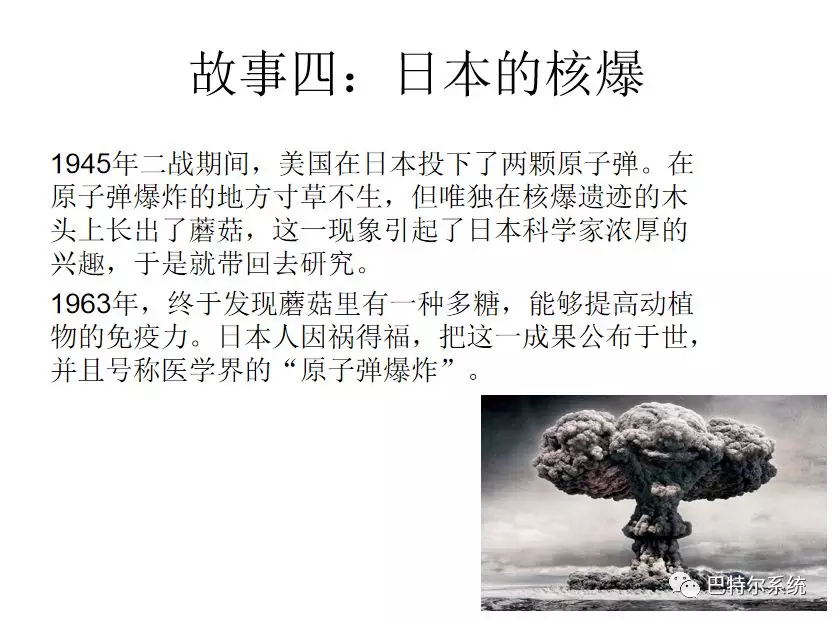 故事四：日本的核爆
1945年二战期间，美国在日本投下了两颗原子弹。在
原子弹爆炸的地方寸草不生，但唯独在核爆遗迹的木
头上长出了蘑菇，这一现象引起了日本科学家浓厚的
兴趣，于是就带回去研究。
1963年，终于发现蘑菇里有一种多糖，能够提高动植
物的免疫力。日本人因祸得福，把这一成果公布于世，
并且号称医学界的“原子弹爆炸”。
巴特尔系统